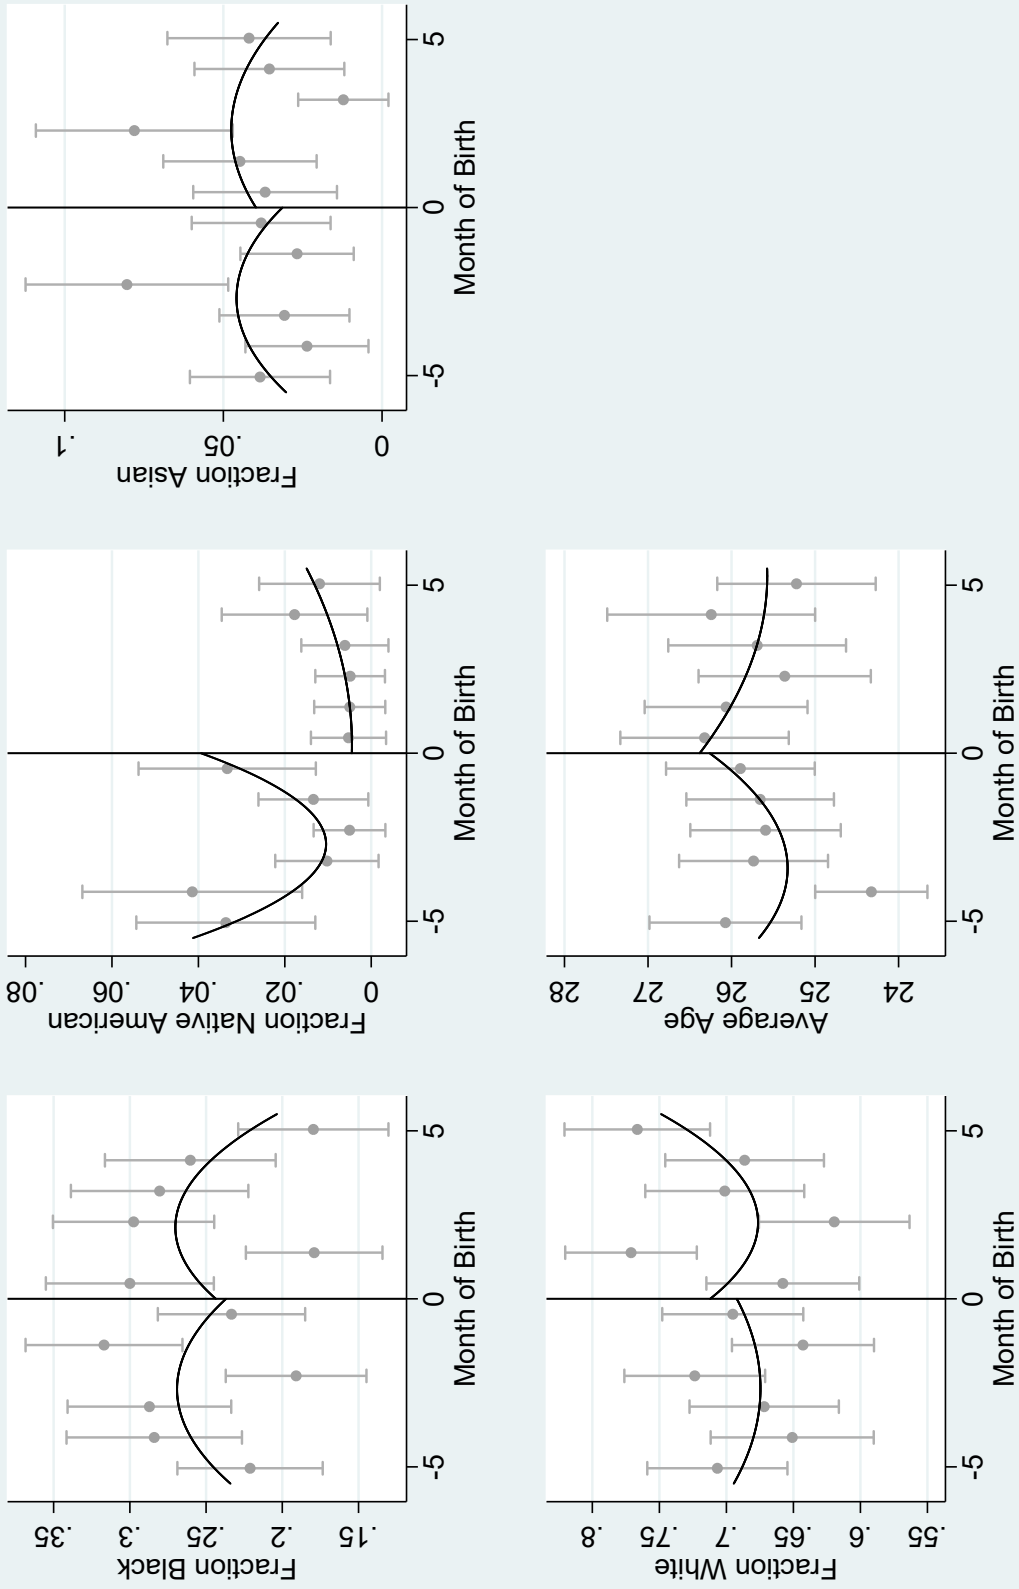 Fraction Black
.15 .2 .25 .3 .35
-5 0 5
Month of Birth
Fraction Native American
0 .02 .04 .06 .08
-5 0 5
Month of Birth
Fraction Asian
0 .05 .1
-5 0 5
Month of Birth
Fraction White
.55 .6 .65 .7 .75 .8
-5 0 5
Month of Birth
Average Age
24 25 26 27 28
-5 0 5
Month of Birth